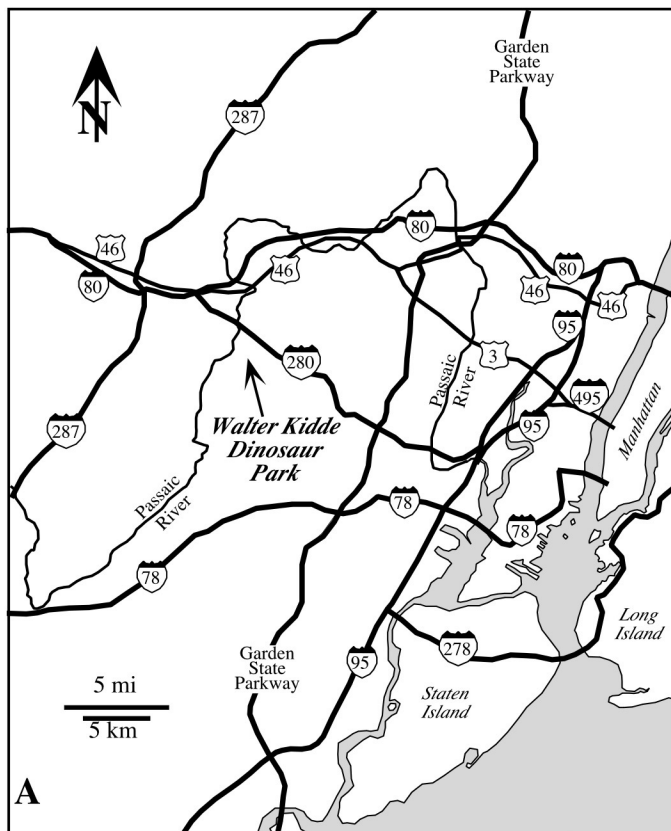 Garden
State
Parkway
N
287
80
46
80
46
80
46
46
95
280
3
Passaic
River
495
Manhattan
Walter Kidde
Dinosaur
Park
95
287
78
78
Passaic
River
78
Long
Island
Garden
State
Parkway
95
278
5 mi
5 km
Staten
Island
A